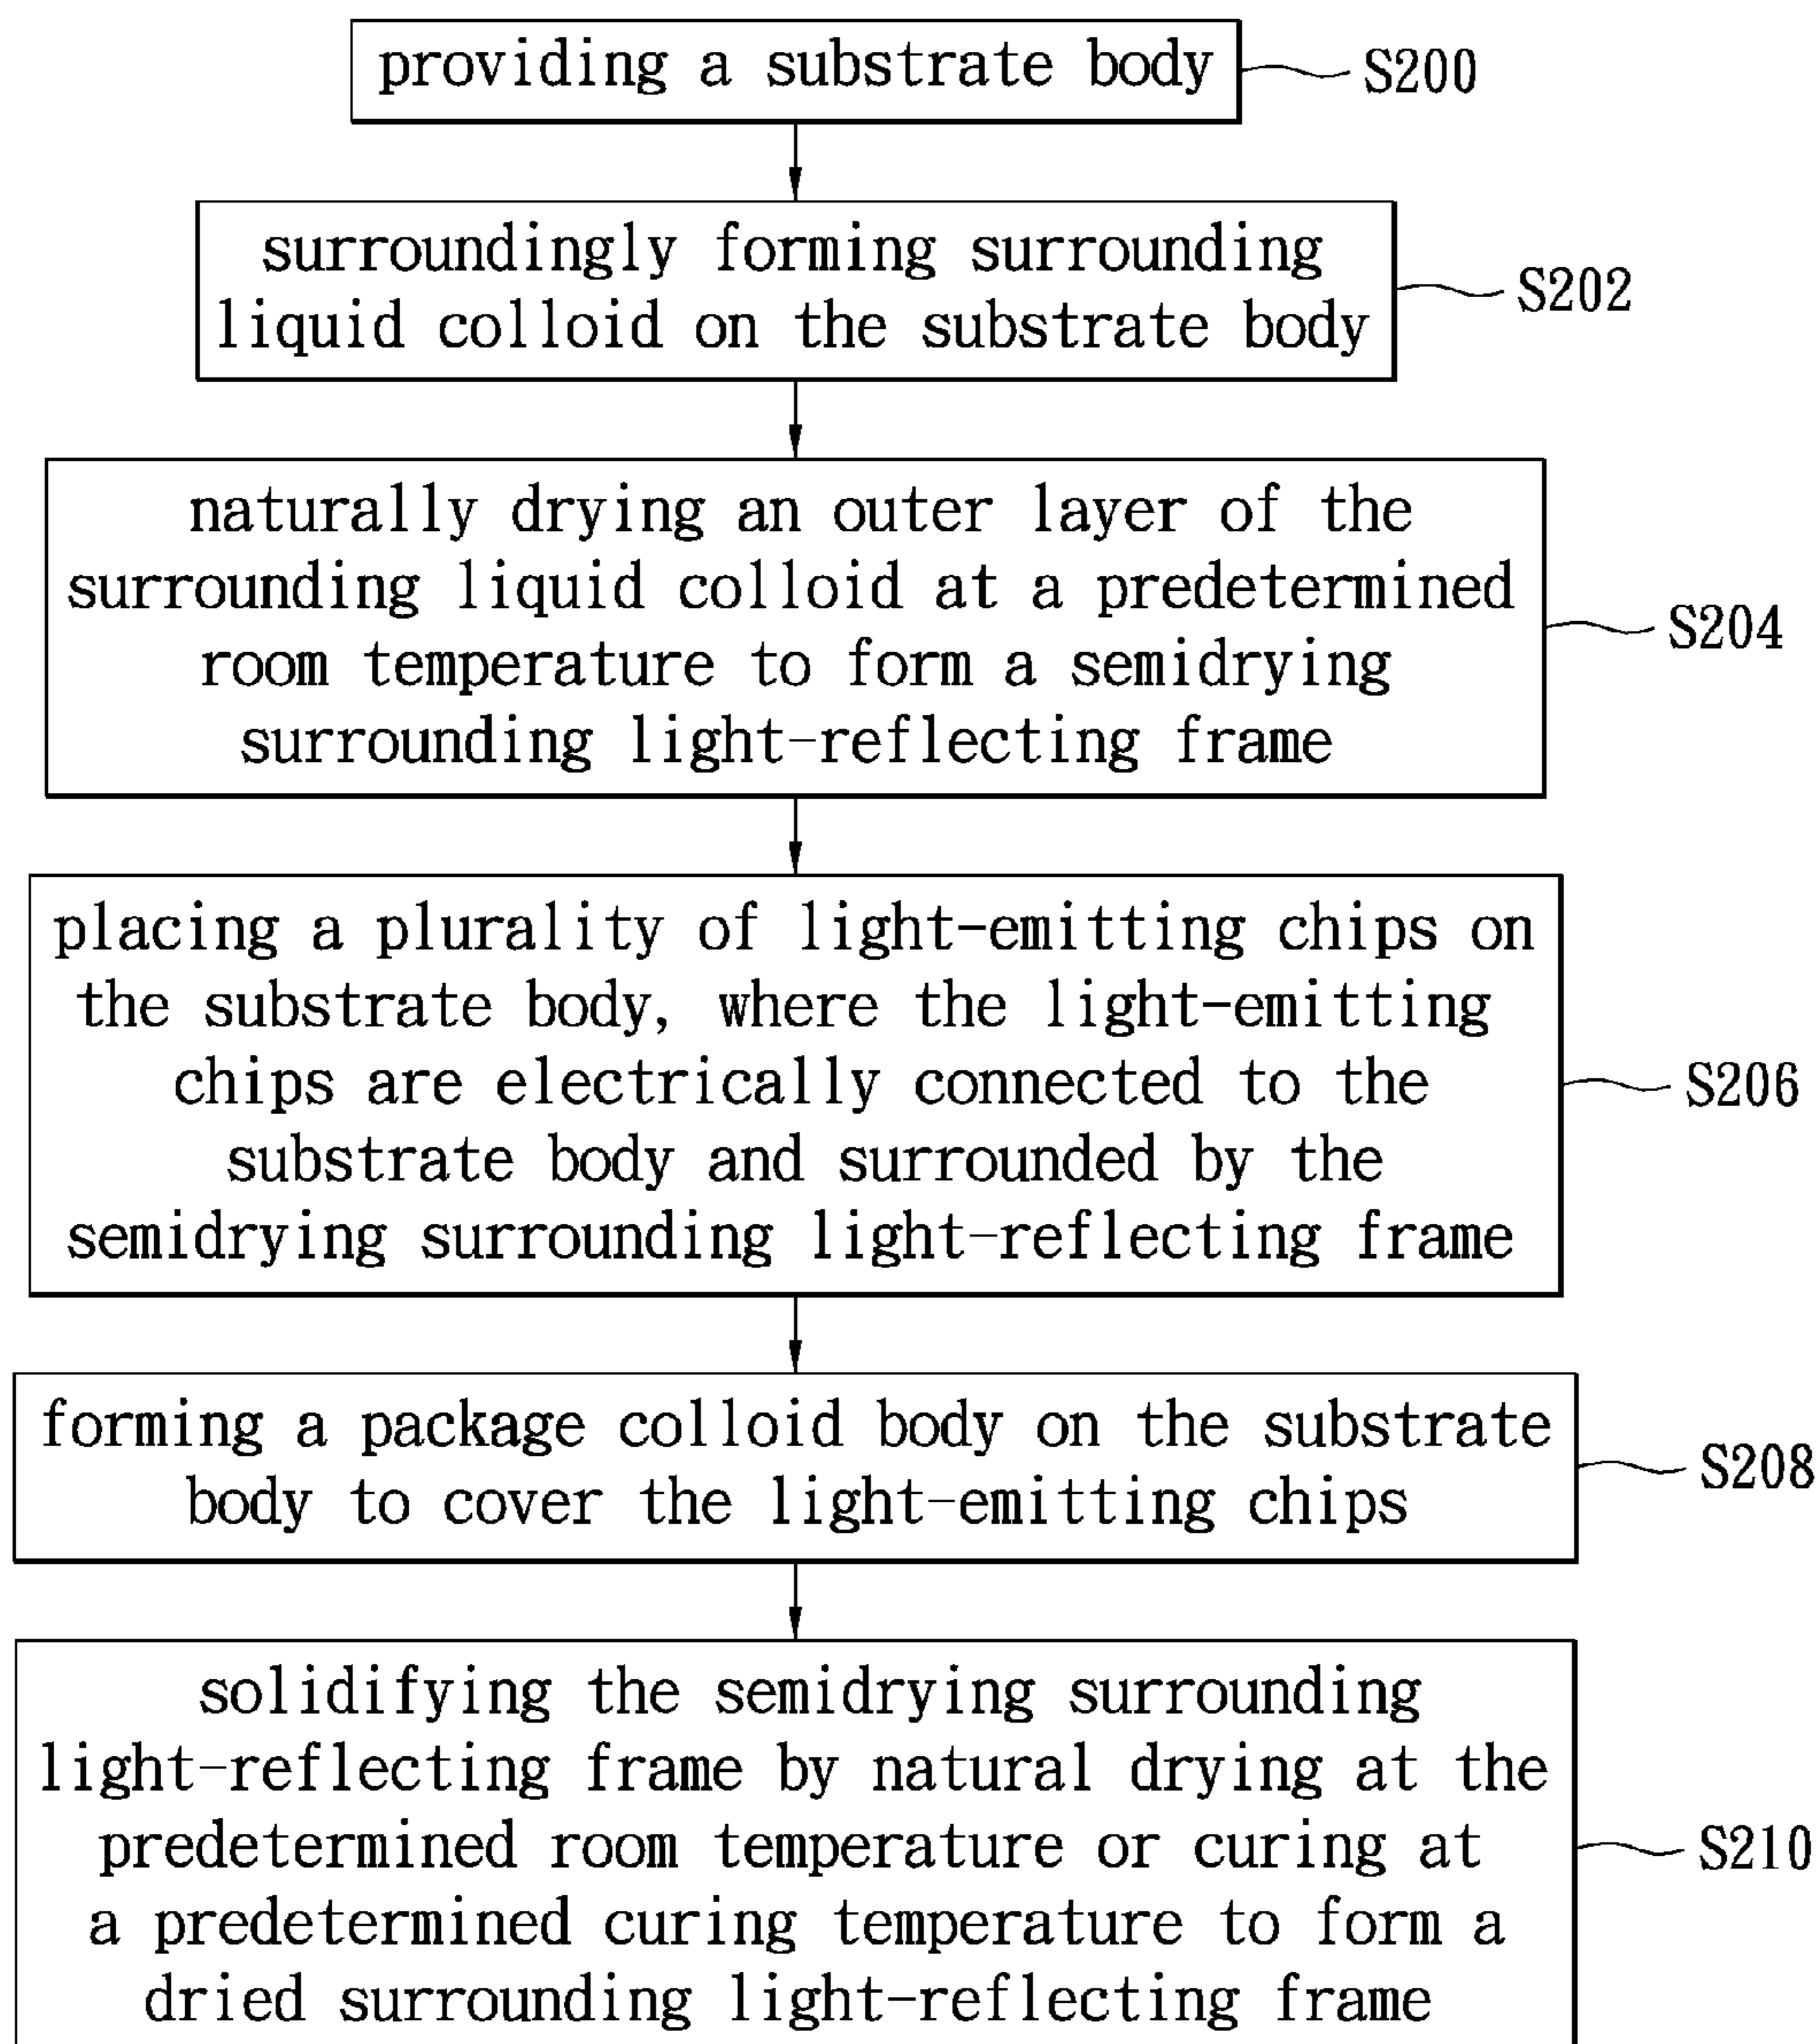 providing a substrate body
S200
surroundingly forming surrounding
liquid colloid on the substrate body
S202
naturally drying an outer layer of the
surrounding liquid colloid at a predetermined
room temperature to form a semidrying
surrounding light-reflecting frame
S204
placing a plurality of light-emitting chips on
the substrate body, where the light-emitting
chips are electrically connected to the
substrate body and surrounded by the
semidrying surrounding light-reflecting frame
S206
forming a package colloid body on the substrate
body to cover the light-emitting chips
S208
solidifying the semidrying surrounding
light-reflecting frame by natural drying at the
predetermined room temperature or curing at
a predetermined curing temperature to form a
dried surrounding light-reflecting frame
S210